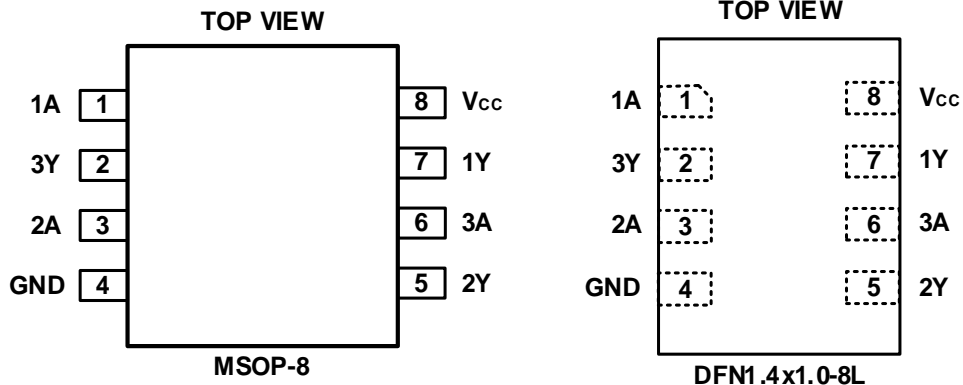 TOP VIEW
1A 1 8 Vcc
3Y 2 7 1Y
2A 3 6 3A
GND 4 5 2Y
MSOP-8
TOP VIEW
1A 1 8 Vcc
3Y 2 7 1Y
2A 3 6 3A
GND 4 5 2Y
DFN1.4x1.0-8L